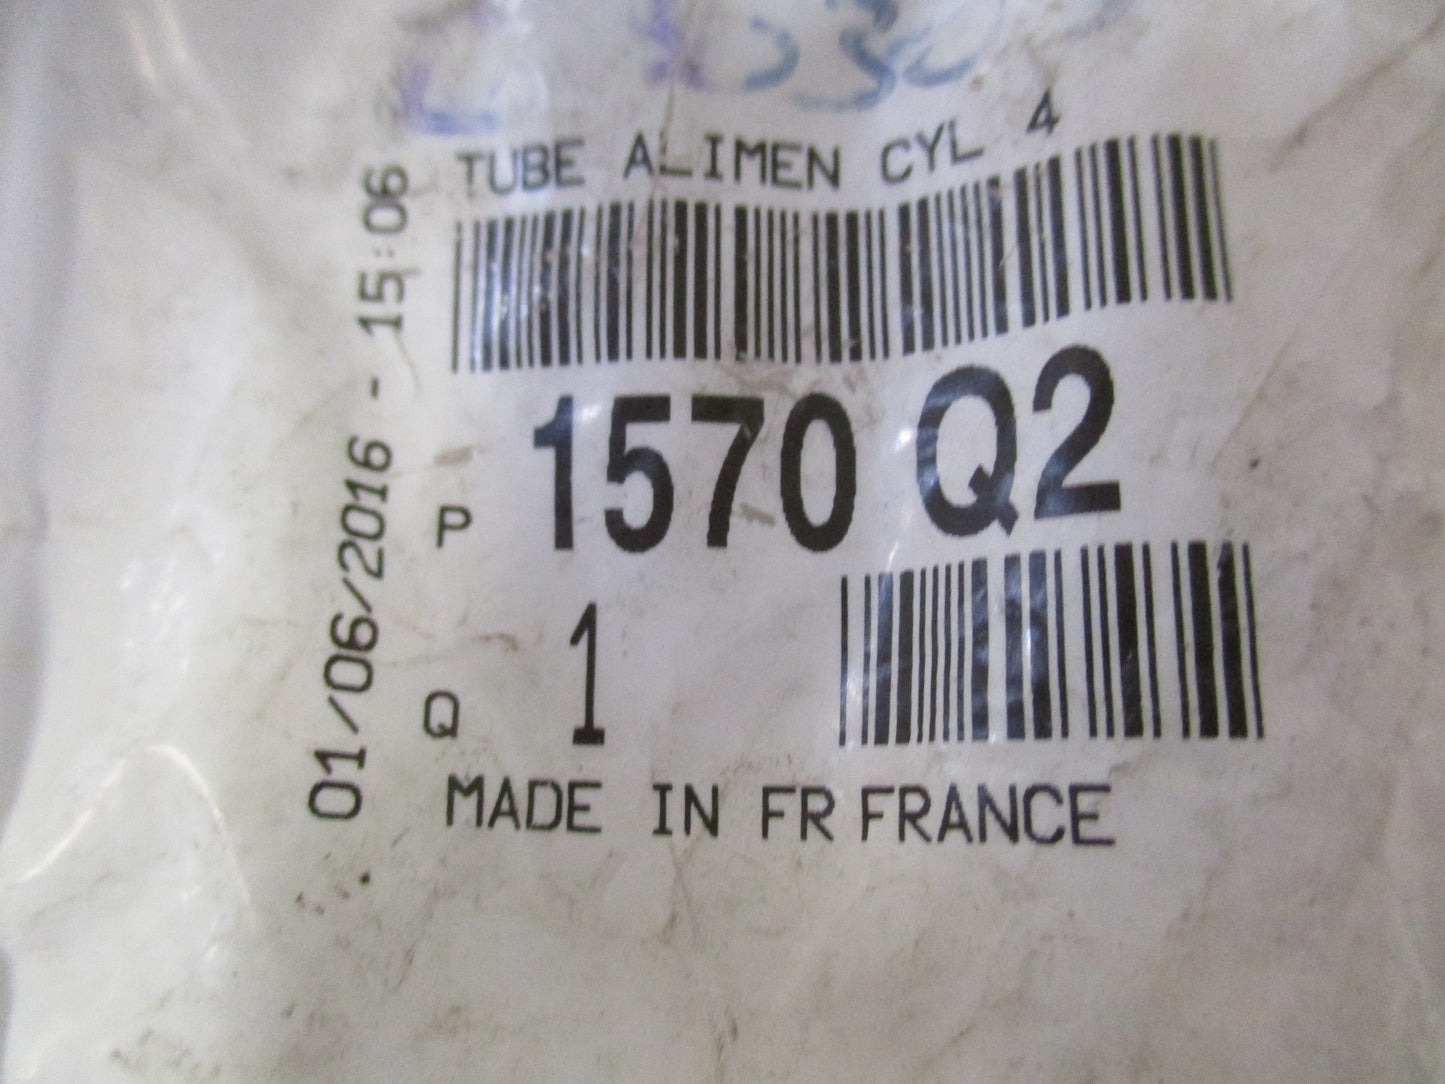 TUBE ALIMEN CYL 4
01/06/2016 - 15:06
P 1570 Q2
Q 1
MADE IN FR FRANCE